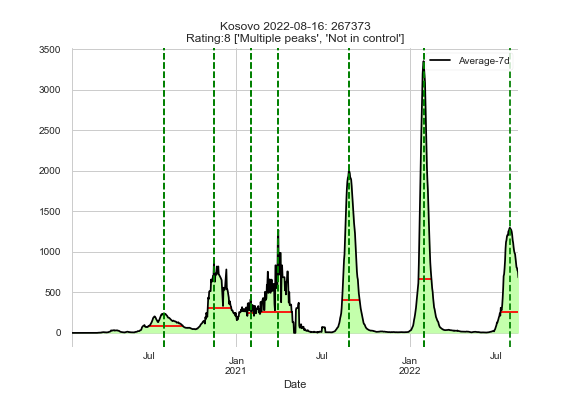 Kosovo 2022-08-16: 267373
Rating:8 ['Multiple peaks', 'Not in control']
Average-7d
3500
3000
2500
2000
1500
1000
500
0
Jul
Jan
2021
Jul
Jan
2022
Jul
Date